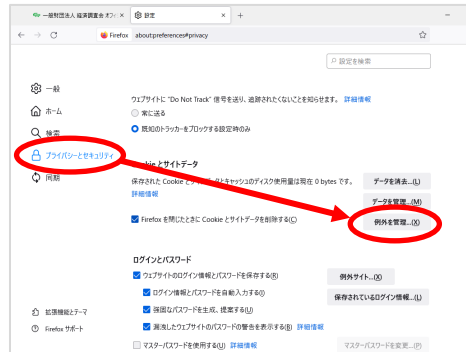 一般財団法人 経済調査会 オフィ ×
設定 ×
+
Firefox about:preferences#privacy
設定を検索
一般
ホーム
検索
プライバシーとセキュリティ
同期
拡張機能とテーマ
Firefox サポート
ウェブサイトに "Do Not Track" 信号を送り、追跡されたくないことを知らせます。 詳細情報
常に送る
既知のトラッカーをブロックする設定時のみ
Cookie とサイトデータ
保存された Cookie とサイトデータとキャッシュのディスク使用量は現在 0 bytes です。
詳細情報
データを消去...(L)
データを管理...(M)
Firefox を閉じたときに Cookie とサイトデータを削除する(C)
例外を管理...(X)
ログインとパスワード
ウェブサイトのログイン情報とパスワードを保存する(R)
例外サイト...(X)
ログイン情報とパスワードを自動入力する(I)
保存されているログイン情報...(L)
強固なパスワードを生成、提案する(U)
漏洩したウェブサイトのパスワードの警告を表示する(B) 詳細情報
マスターパスワードを使用する(U) 詳細情報
マスターパスワードを変更...(P)